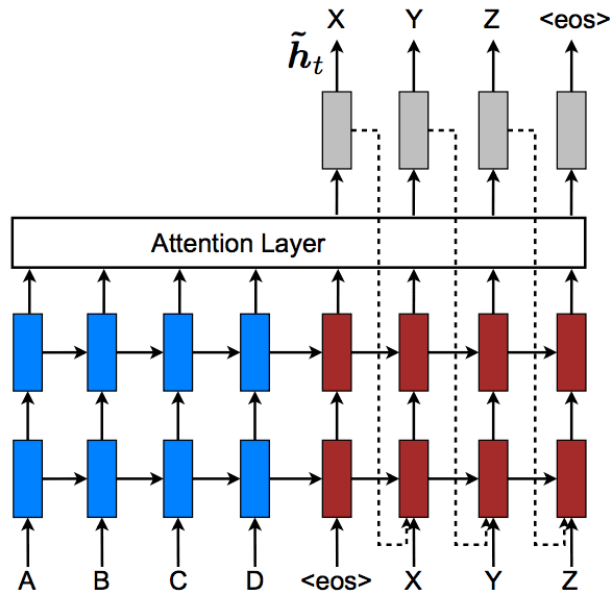 X Y Z <eos>
h̃t
Attention Layer
A B C D <eos> X Y Z